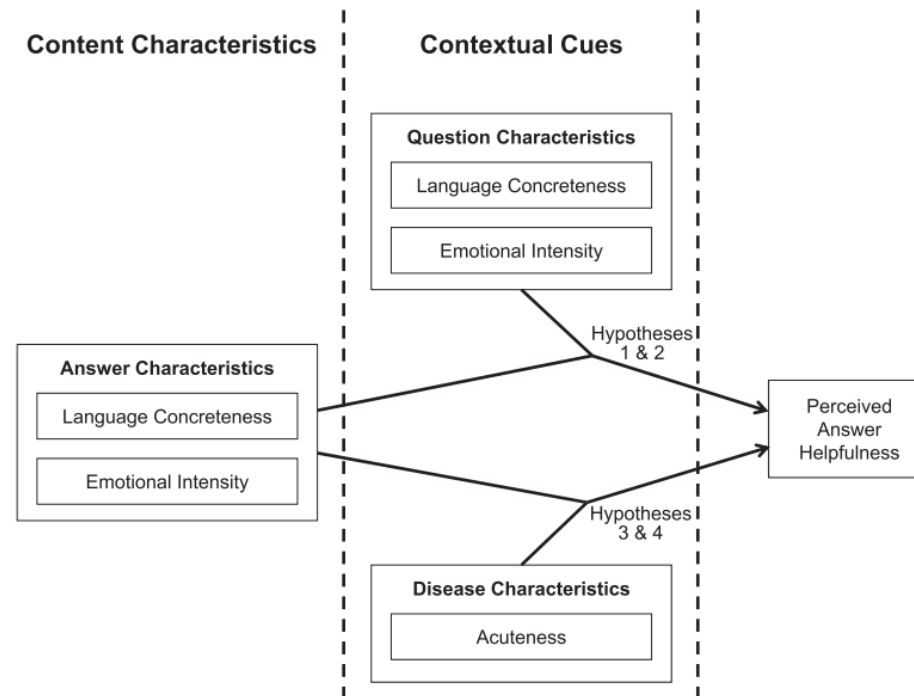 Content Characteristics
Contextual Cues
Question Characteristics
Language Concreteness
Emotional Intensity
Hypotheses
1 & 2
Answer Characteristics
Language Concreteness
Emotional Intensity
Perceived
Answer
Helpfulness
Hypotheses
3 & 4
Disease Characteristics
Acuteness